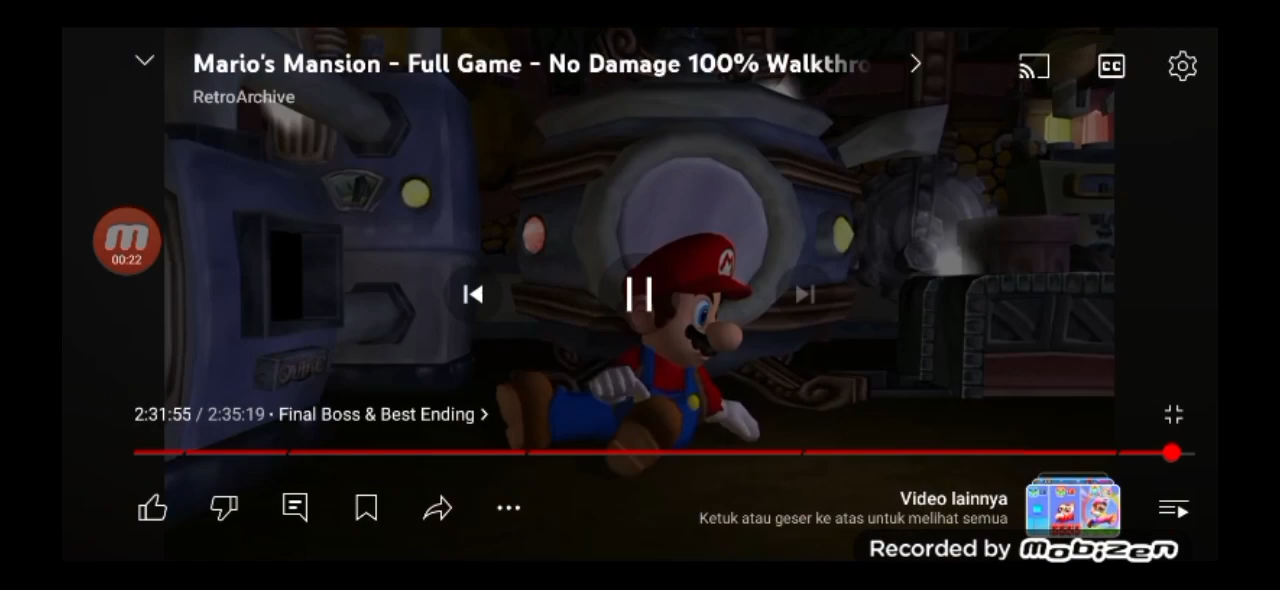 Mario's Mansion - Full Game - No Damage 100% Walkthro
RetroArchive
CC
M
m
00:22
2:31:55 / 2:35:19 · Final Boss & Best Ending >
Video lainnya
Ketuk atau geser ke atas untuk melihat semua
Recorded by mobizen